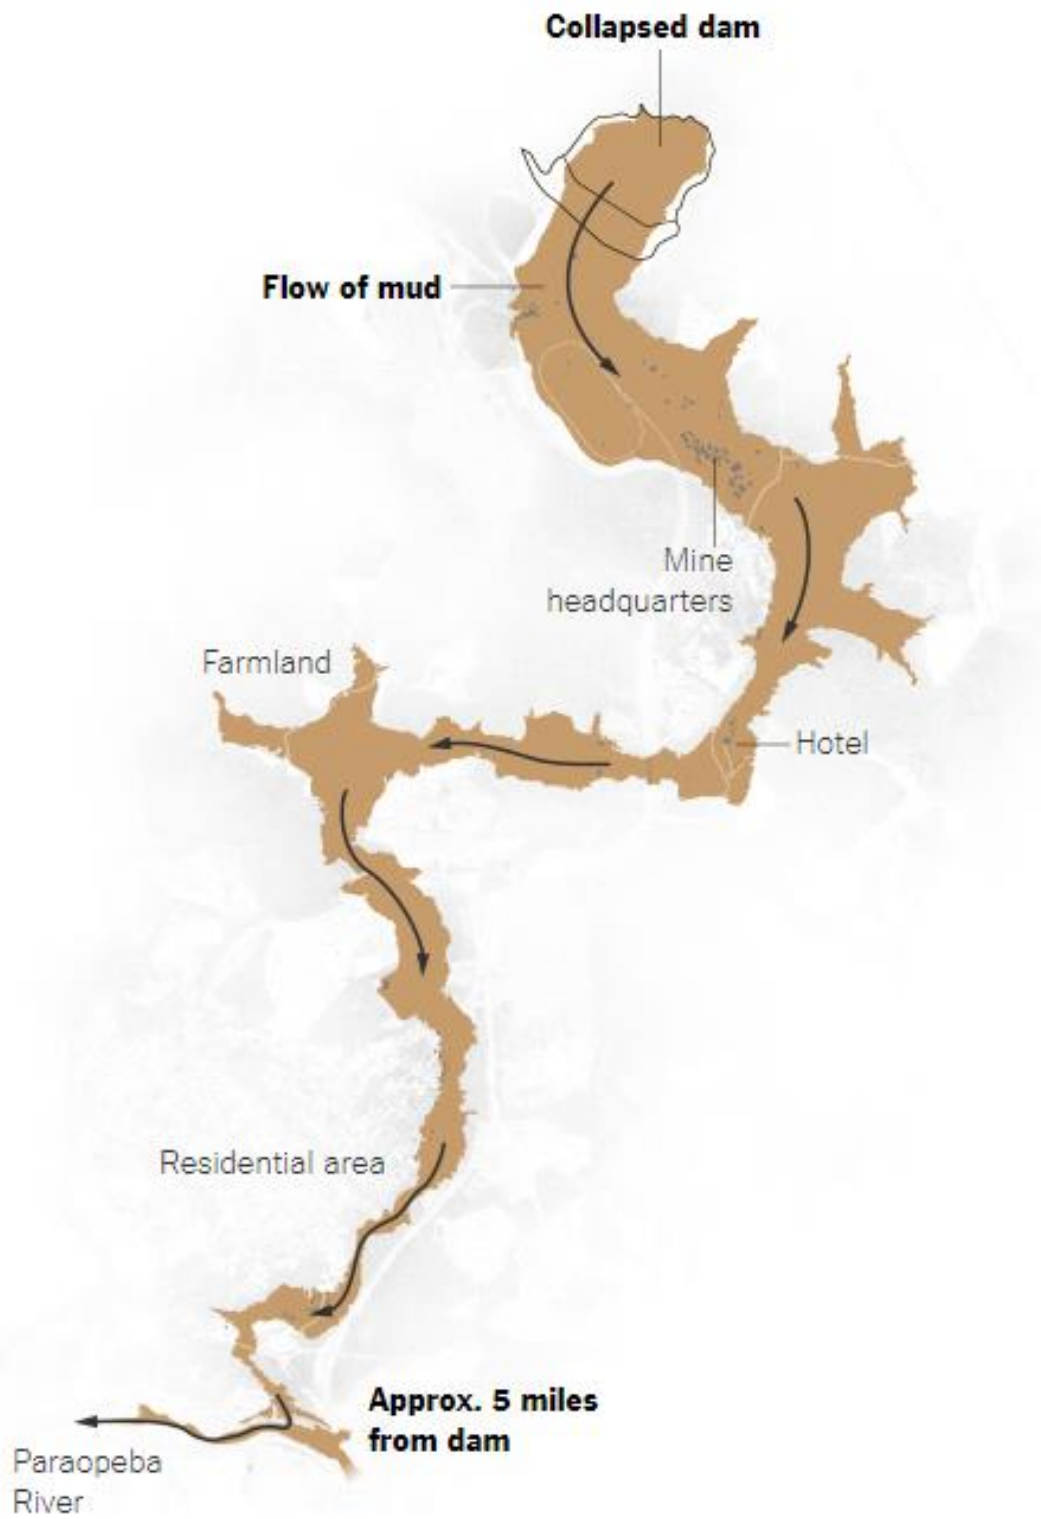 Collapsed dam
Flow of mud
Mine
headquarters
Farmland
Hotel
Residential area
Approx. 5 miles
from dam
Paraopeba
River